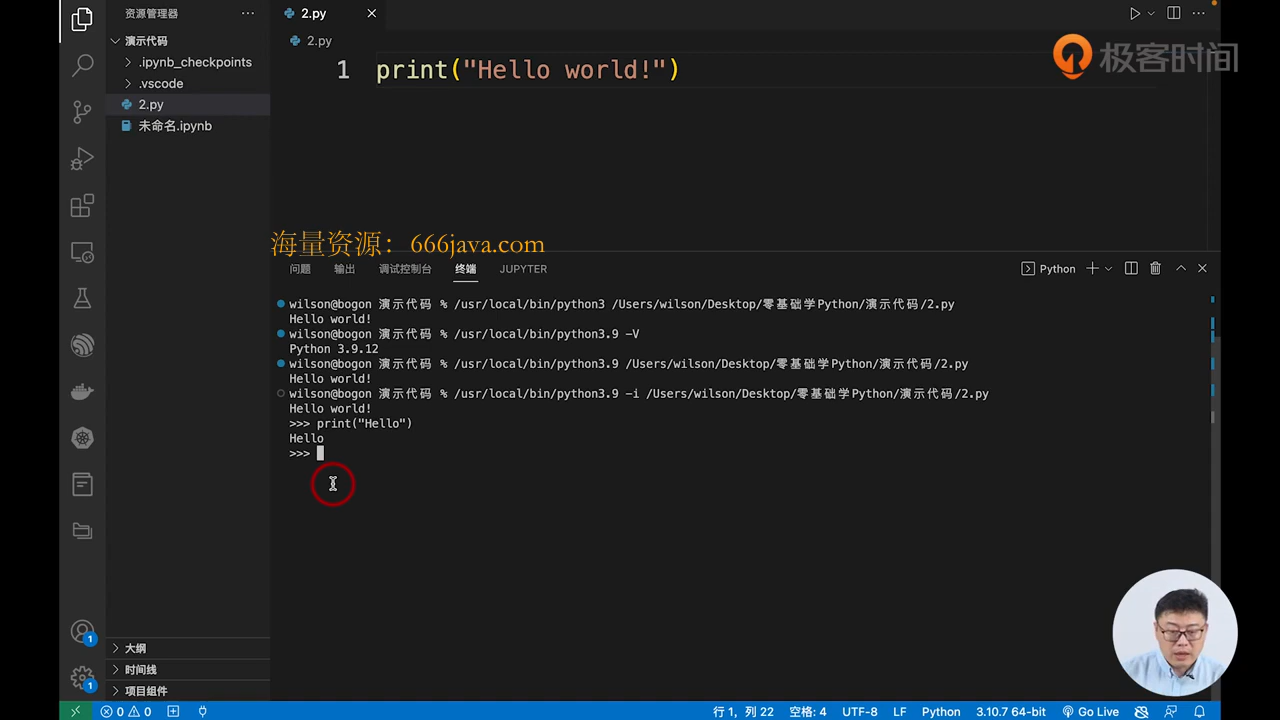 资源管理器
演示代码
.ipynb_checkpoints
.vscode
2.py
未命名.ipynb
大纲
时间线
项目组件
2.py
2.py
1 print("Hello world!")
极客时间
海量资源：666java.com
问题 输出 调试控制台 终端 JUPYTER
Python
wilson@bogon 演示代码 % /usr/local/bin/python3 /Users/wilson/Desktop/零基础学Python/演示代码/2.py
Hello world!
wilson@bogon 演示代码 % /usr/local/bin/python3.9 -V
Python 3.9.12
wilson@bogon 演示代码 % /usr/local/bin/python3.9 /Users/wilson/Desktop/零基础学Python/演示代码/2.py
Hello world!
wilson@bogon 演示代码 % /usr/local/bin/python3.9 -i /Users/wilson/Desktop/零基础学Python/演示代码/2.py
Hello world!
>>> print("Hello")
Hello
>>>
1
1
0 0 行 1，列 22 空格: 4 UTF-8 LF Python 3.10.7 64-bit Go Live